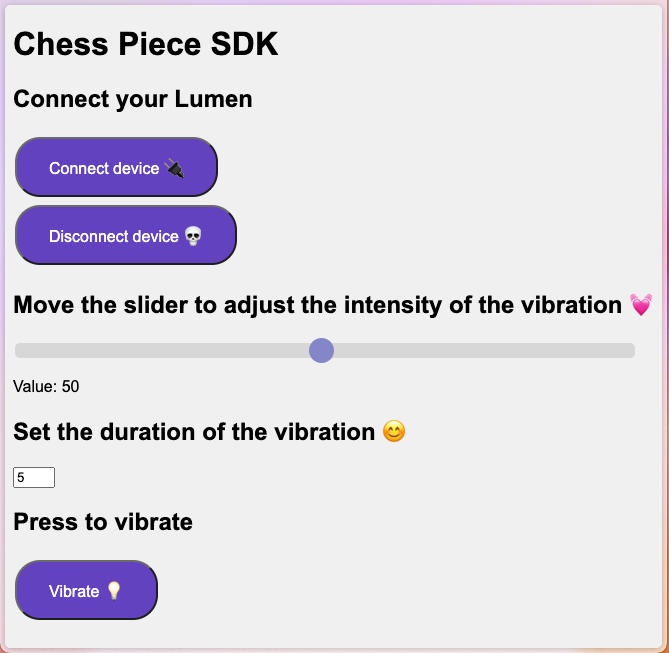 Chess Piece SDK
Connect your Lumen
Connect device 🔌
Disconnect device 💀
Move the slider to adjust the intensity of the vibration 💓
Value: 50
Set the duration of the vibration 😊
5
Press to vibrate
Vibrate 💡